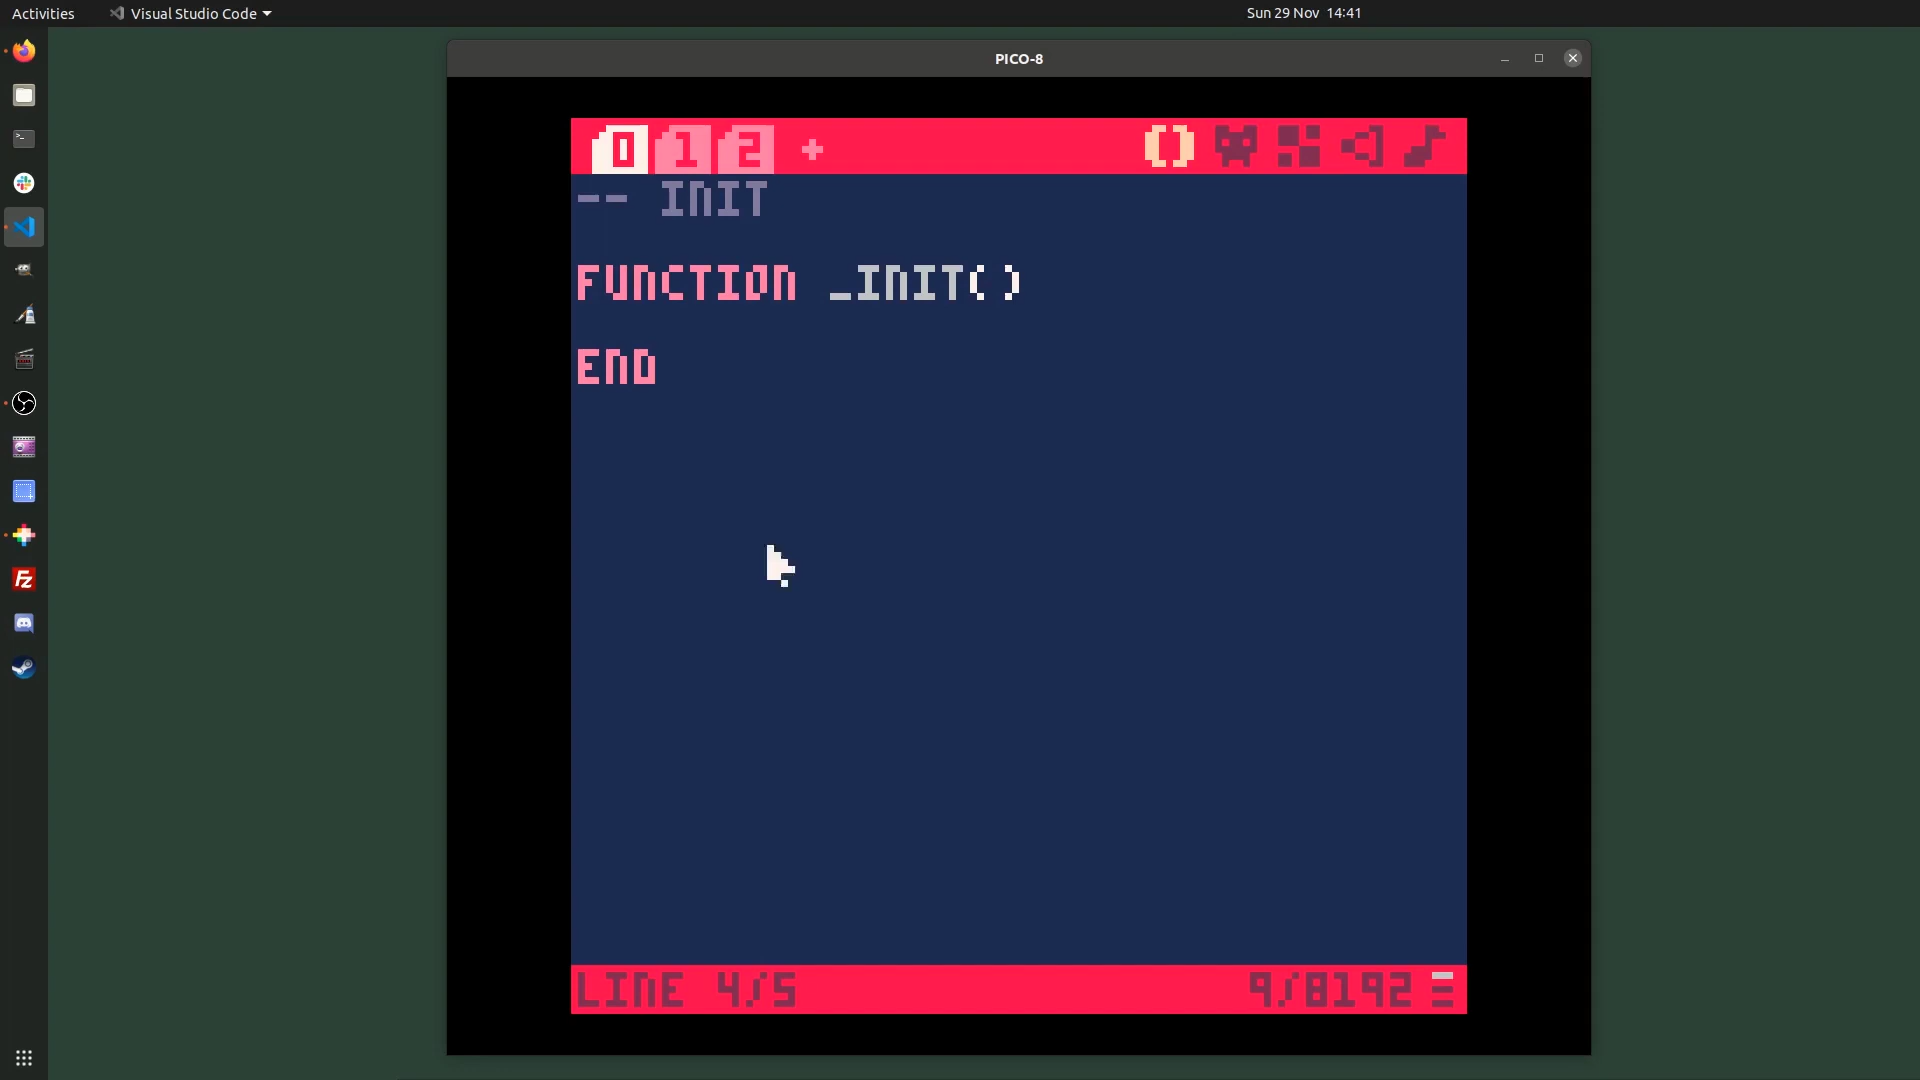 Activities Visual Studio Code Sun 29 Nov 14:41
PICO-8
0 1 2 +
-- INIT
FUNCTION _INIT()
END
LINE 4/5 9/8192